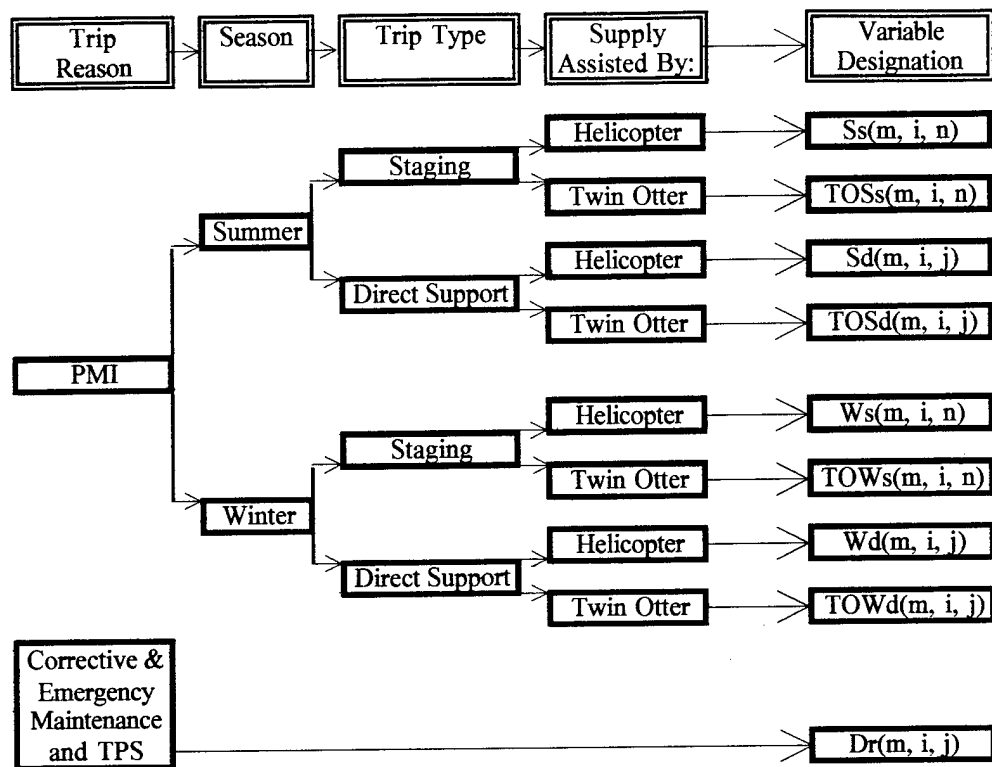 Trip
Reason
Season
Trip Type
Supply
Assisted By:
Variable
Designation
Helicopter
Ss(m, i, n)
Staging
Twin Otter
TOSs(m, i, n)
Summer
Helicopter
Sd(m, i, j)
Direct Support
Twin Otter
TOSd(m, i, j)
PMI
Helicopter
Ws(m, i, n)
Staging
Twin Otter
TOWs(m, i, n)
Winter
Helicopter
Wd(m, i, j)
Direct Support
Twin Otter
TOWd(m, i, j)
Corrective &
Emergency
Maintenance
and TPS
Dr(m, i, j)